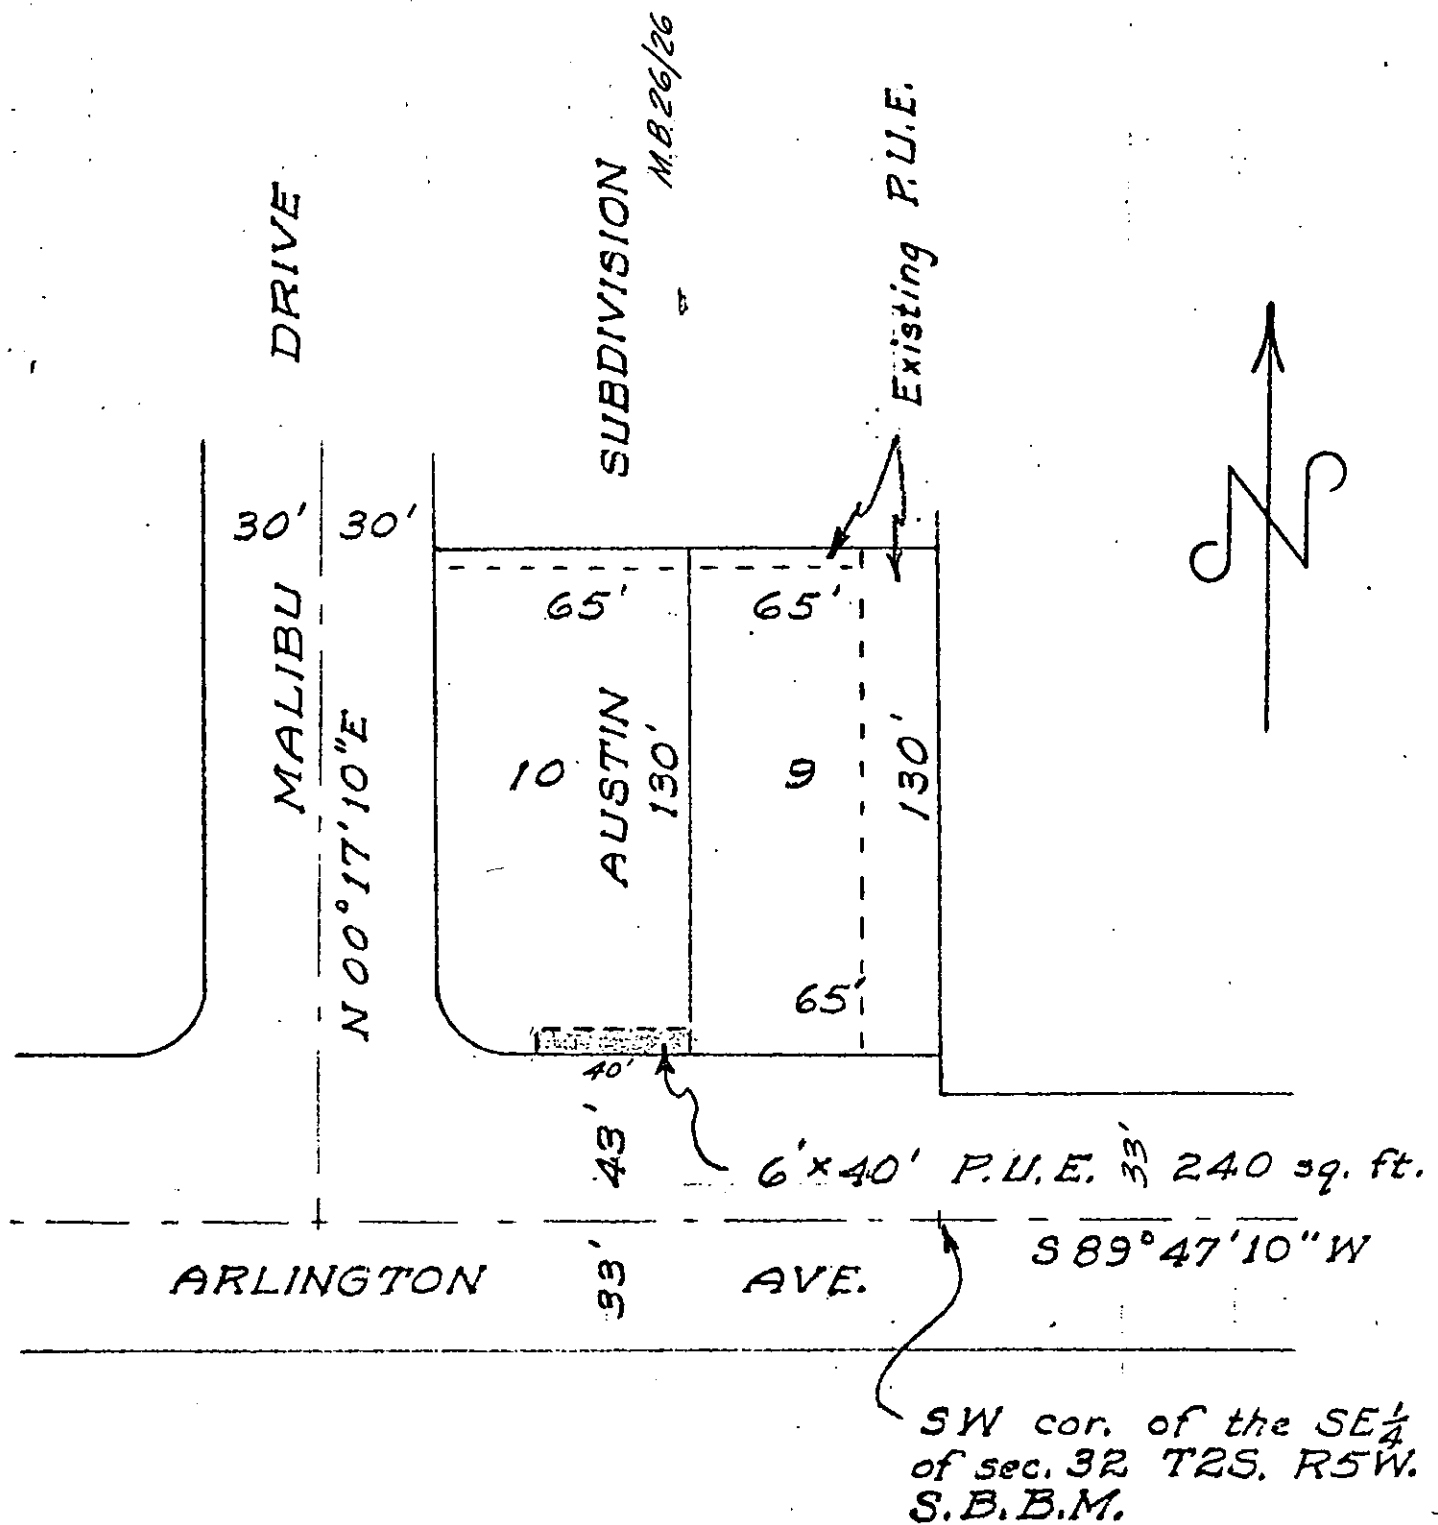 M.B. 26/26
SUBDIVISION
AUSTIN
Existing P.U.E.
DRIVE
MALIBU
30' 30'
N 00°17'10"E
N
65' 65'
10
130'
9
130'
65'
40'
43'
6'x40' P.U.E. 33' 240 sq. ft.
S 89°47'10"W
ARLINGTON AVE.
33'
SW cor. of the SE 1/4
of sec. 32 T2S. R5W.
S.B.B.M.